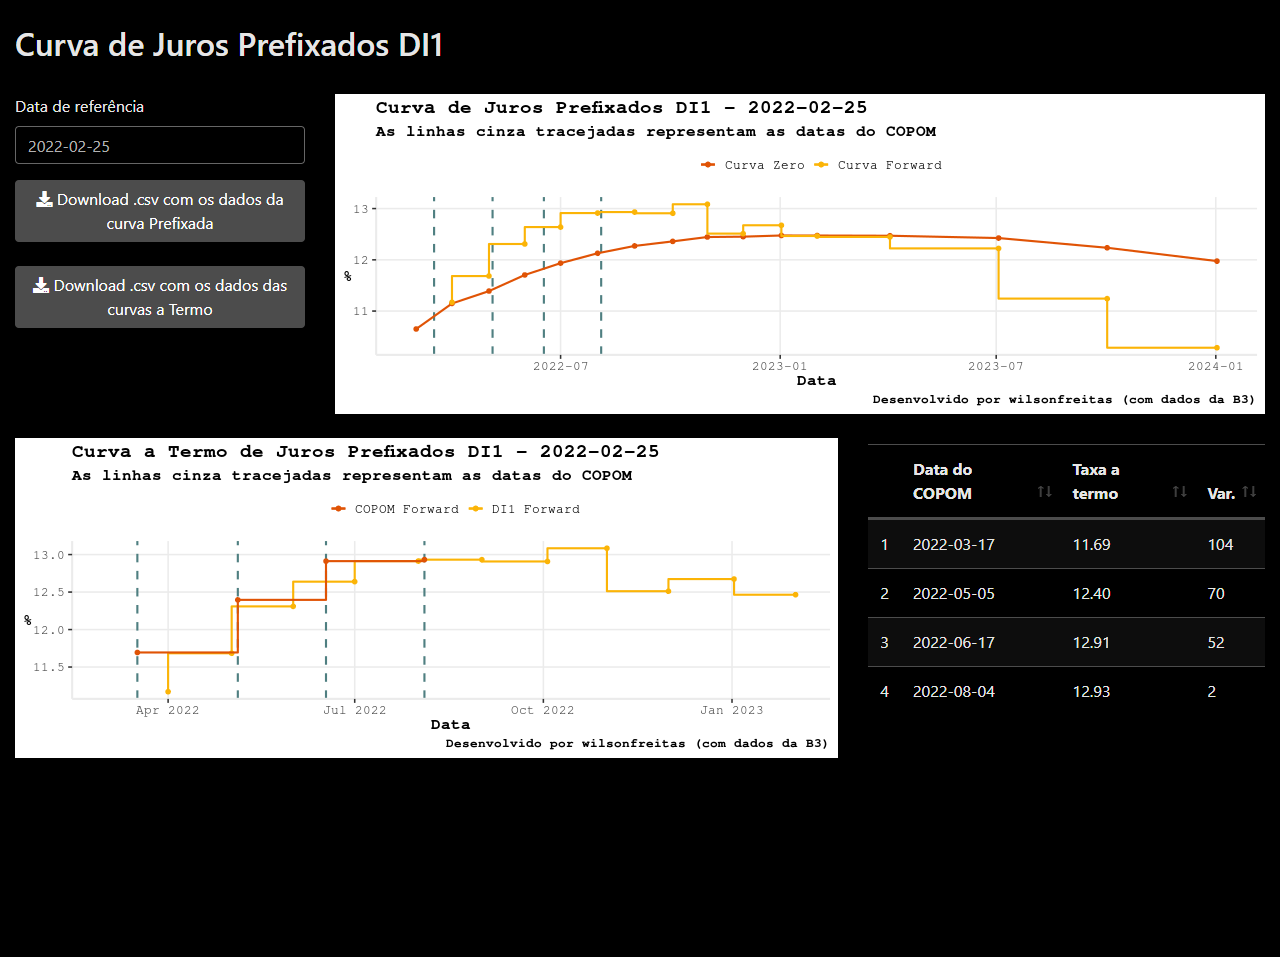 Curva de Juros Prefixados DI1
Data de referência
2022-02-25
Download .csv com os dados da
curva Prefixada
Download .csv com os dados das
curvas a Termo
Curva de Juros Prefixados DI1 - 2022-02-25
As linhas cinza tracejadas representam as datas do COPOM
Curva Zero Curva Forward
13
12
11
%
2022-07 2023-01 2023-07 2024-01
Data
Desenvolvido por wilsonfreitas (com dados da B3)
Curva a Termo de Juros Prefixados DI1 - 2022-02-25
As linhas cinza tracejadas representam as datas do COPOM
COPOM Forward DI1 Forward
13.0
12.5
12.0
11.5
%
Apr 2022 Jul 2022 Oct 2022 Jan 2023
Data
Desenvolvido por wilsonfreitas (com dados da B3)
Data do Taxa a
COPOM termo Var.
1 2022-03-17 11.69 104
2 2022-05-05 12.40 70
3 2022-06-17 12.91 52
4 2022-08-04 12.93 2